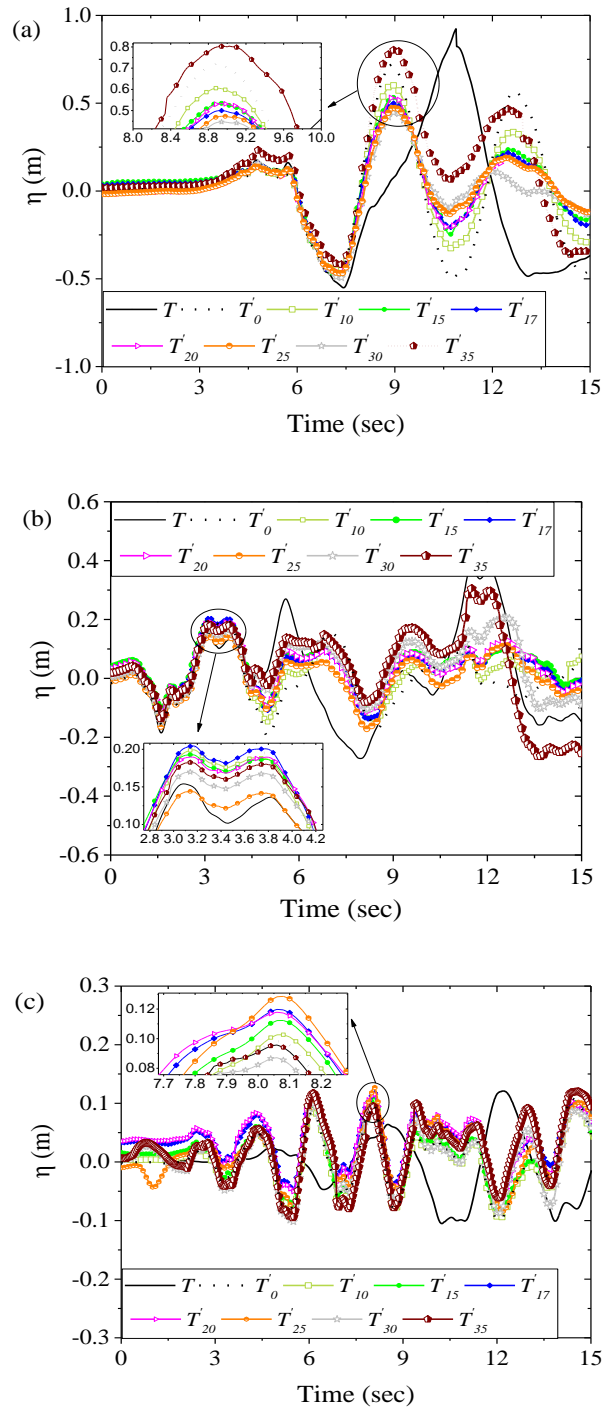 (a)
1.0
0.5
0.0
-0.5
-1.0
η (m)
0.8
0.7
0.6
0.5
8.0 8.4 8.8 9.2 9.6 10.0
T T'0 T'10 T'15 T'17
T'20 T'25 T'30 T'35
0 3 6 9 12 15
Time (sec)
(b)
0.6
0.4
0.2
0.0
-0.2
-0.4
-0.6
η (m)
T T'0 T'10 T'15 T'17
T'20 T'25 T'30 T'35
0.20
0.15
0.10
2.8 3.0 3.2 3.4 3.6 3.8 4.0 4.2
0 3 6 9 12 15
Time (sec)
(c)
0.3
0.2
0.1
0.0
-0.1
-0.2
-0.3
η (m)
0.12
0.10
0.08
7.7 7.8 7.9 8.0 8.1 8.2
T T'0 T'10 T'15 T'17
T'20 T'25 T'30 T'35
0 3 6 9 12 15
Time (sec)